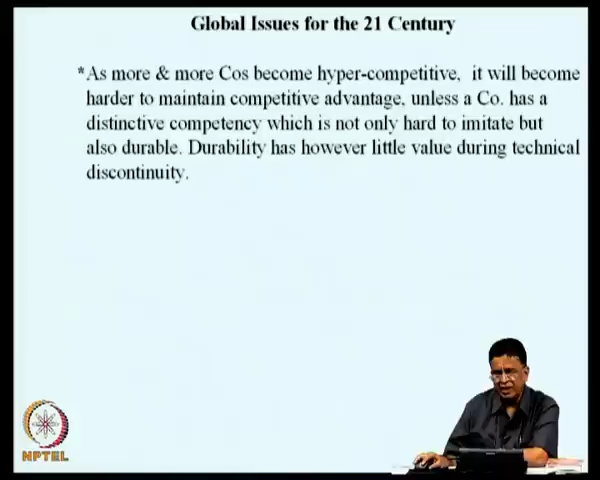 Global Issues for the 21 Century
*As more & more Cos become hyper-competitive, it will become
harder to maintain competitive advantage, unless a Co. has a
distinctive competency which is not only hard to imitate but
also durable. Durability has however little value during technical
discontinuity.
NPTEL